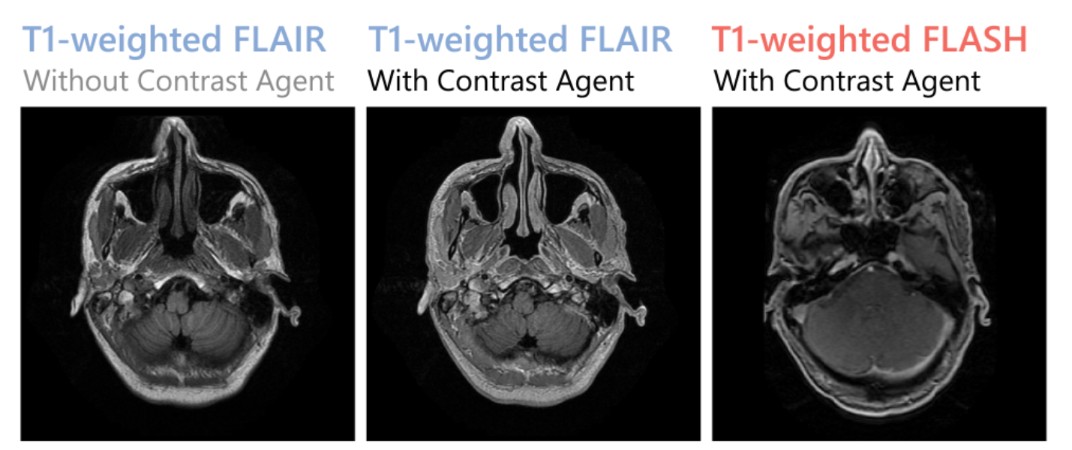 T1-weighted FLAIR
Without Contrast Agent
T1-weighted FLAIR
With Contrast Agent
T1-weighted FLASH
With Contrast Agent